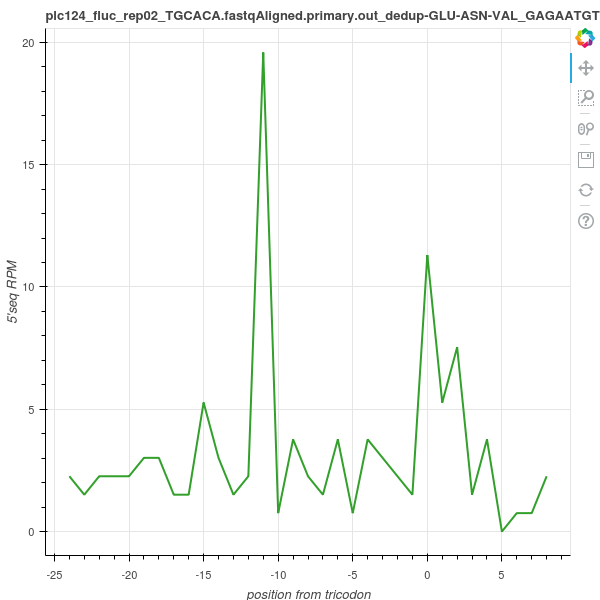 plc124_fluc_rep02_TGCACA.fastqAligned.primary.out_dedup-GLU-ASN-VAL_GAGAATGT
20
15
10
5
0
5'seq RPM
-25 -20 -15 -10 -5 0 5
position from tricodon